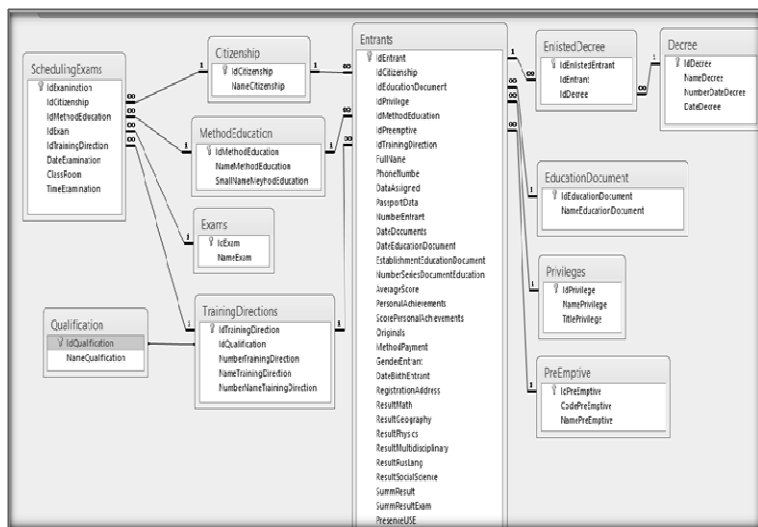 SchedulingExams
IdExamination
IdCitizenship
IdMethodEducation
IdExam
IdTrainingDirection
DateExamination
ClassRoom
TimeExamination
Citizenship
IdCitizenship
NameCitizenship
MethodEducation
IdMethodEducation
NameMethodEducation
SmallNameMeyhodEducation
Exams
IdExam
NameExam
Qualification
IdQualification
NameQualification
TrainingDirections
IdTrainingDirection
IdQualification
NumberTrainingDirection
NameTrainingDirection
NumberNameTrainingDirection
Entrants
IdEntrant
IdCitizenship
IdEducationDocument
IdPrivilege
IdMethodEducation
IdPreemptive
IdTrainingDirection
FullName
PhoneNumbe
DataAssigned
PassportData
NumberEntrant
DateDocuments
DateEducationDocument
EstablishmentEducationDocument
NumberSeriesDocumentEducation
AverageScore
PersonalAchierements
ScorePersonalAchevements
Originals
MethodPayment
GenderEntrant
DateBirthEntrant
RegistrationAddress
ResultMath
ResultGeography
ResultPhysics
ResultMultidisciplinary
ResultRusLang
ResultSocialScience
SummResult
SummResultExam
PresenceUSE
EnlistedDecree
IdEnlistedEntrant
IdEntrant
IdDecree
Decree
IdDecree
NameDecree
NumberDateDecree
DateDecree
EducationDocument
IdEducationDocument
NameEducationDocument
Privileges
IdPrivilege
NamePrivilege
TitlePrivilege
PreEmptive
IdPreEmptive
CodePreEmptive
NamePreEmptive